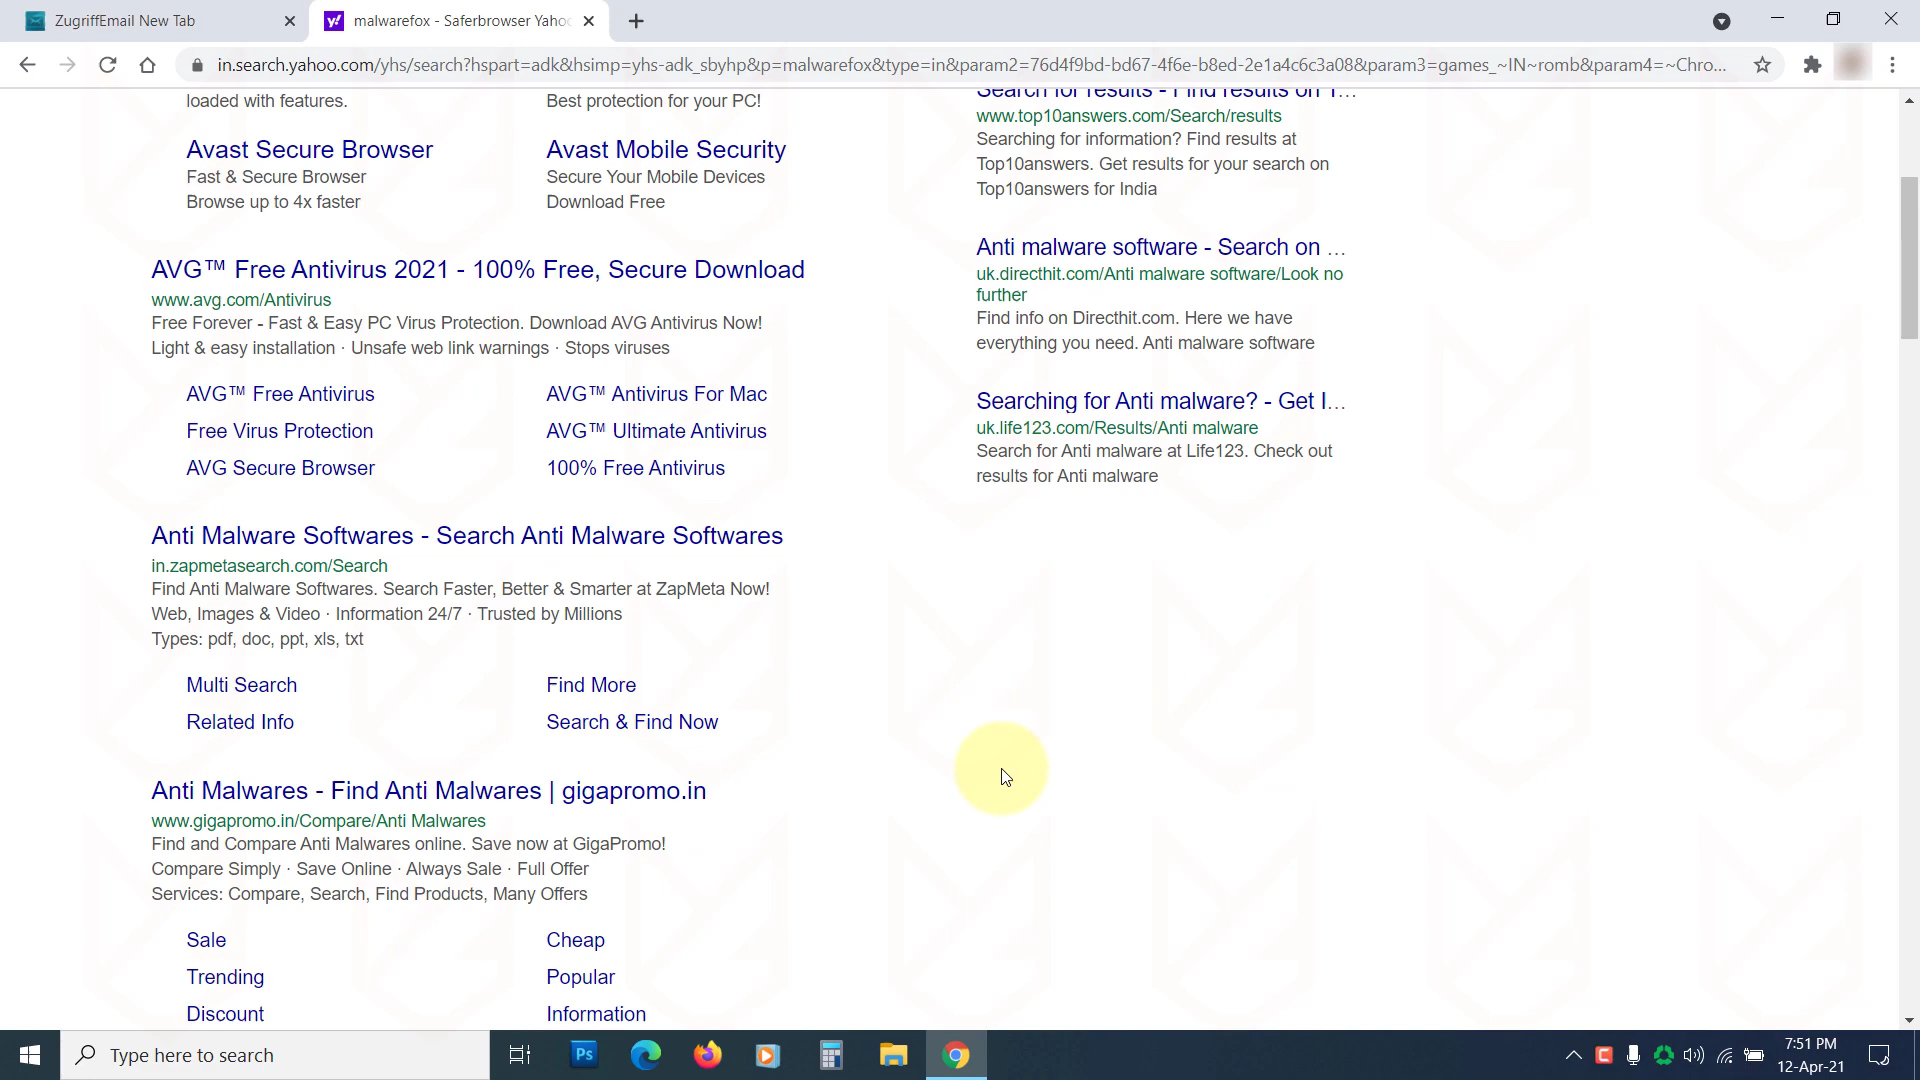 ZugriffEmail New Tab
malwarefox - Saferbrowser Yahoo
in.search.yahoo.com/yhs/search?hspart=adk&hsimp=yhs-adk_sbyhp&p=malwarefox&type=in&param2=76d4f9bd-bd67-4f6e-b8ed-2e1a4c6c3a08&param3=games_~IN~romb&param4=~Chro...
loaded with features.
Best protection for your PC!
Avast Secure Browser
Fast & Secure Browser
Browse up to 4x faster
Avast Mobile Security
Secure Your Mobile Devices
Download Free
AVG™ Free Antivirus 2021 - 100% Free, Secure Download
www.avg.com/Antivirus
Free Forever - Fast & Easy PC Virus Protection. Download AVG Antivirus Now!
Light & easy installation · Unsafe web link warnings · Stops viruses
AVG™ Free Antivirus
AVG™ Antivirus For Mac
Free Virus Protection
AVG™ Ultimate Antivirus
AVG Secure Browser
100% Free Antivirus
Anti Malware Softwares - Search Anti Malware Softwares
in.zapmetasearch.com/Search
Find Anti Malware Softwares. Search Faster, Better & Smarter at ZapMeta Now!
Web, Images & Video · Information 24/7 · Trusted by Millions
Types: pdf, doc, ppt, xls, txt
Multi Search
Find More
Related Info
Search & Find Now
Anti Malwares - Find Anti Malwares | gigapromo.in
www.gigapromo.in/Compare/Anti Malwares
Find and Compare Anti Malwares online. Save now at GigaPromo!
Compare Simply · Save Online · Always Sale · Full Offer
Services: Compare, Search, Find Products, Many Offers
Sale
Cheap
Trending
Popular
Discount
Information
Search for results - Find results on T...
www.top10answers.com/Search/results
Searching for information? Find results at
Top10answers. Get results for your search on
Top10answers for India
Anti malware software - Search on ...
uk.directhit.com/Anti malware software/Look no
further
Find info on Directhit.com. Here we have
everything you need. Anti malware software
Searching for Anti malware? - Get I...
uk.life123.com/Results/Anti malware
Search for Anti malware at Life123. Check out
results for Anti malware
Type here to search
Ps
7:51 PM
12-Apr-21